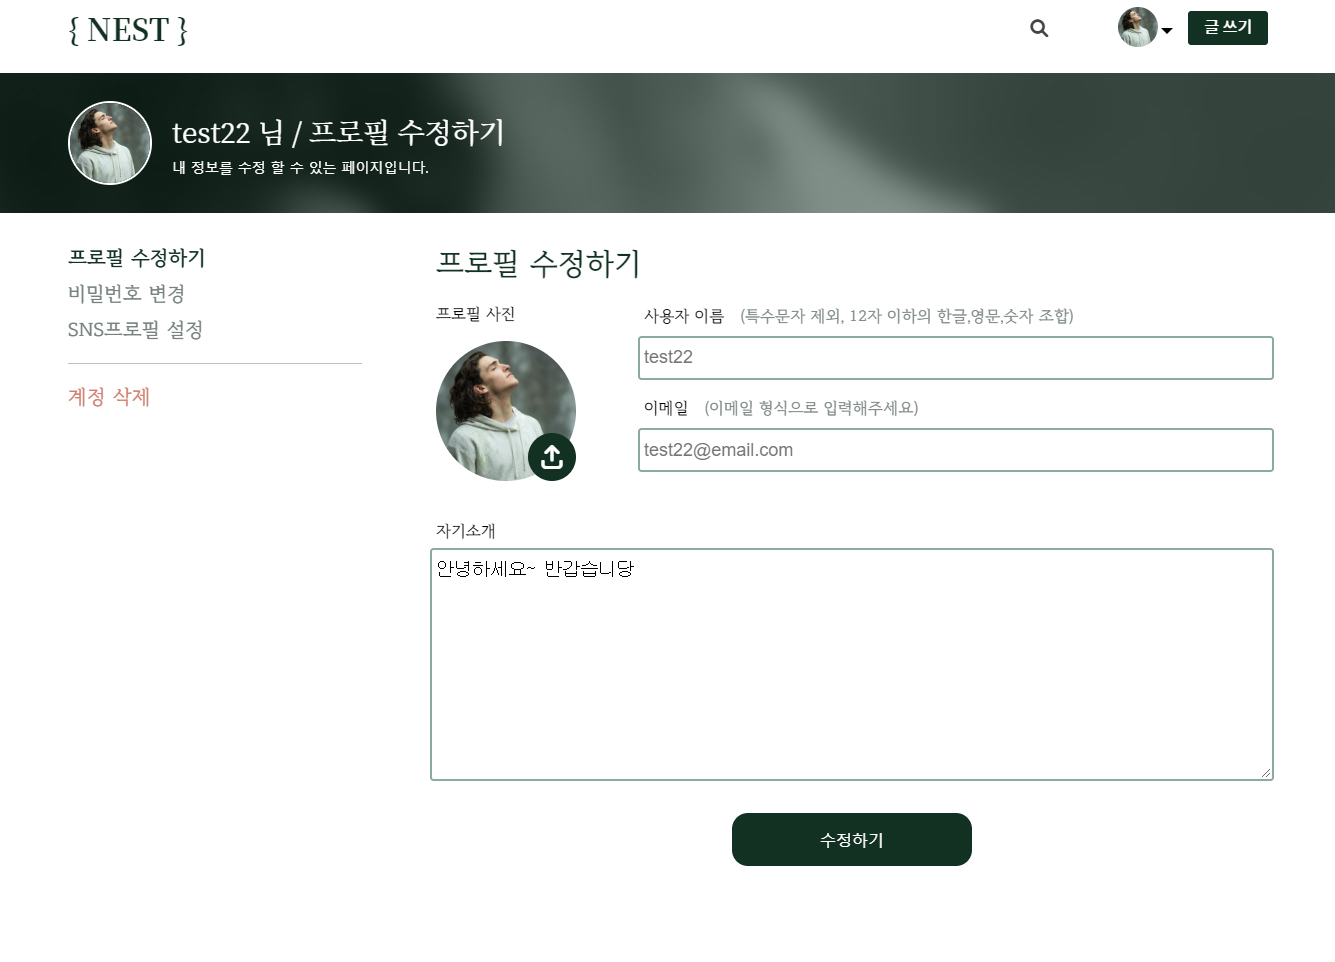 { NEST }
글 쓰기
test22 님 / 프로필 수정하기
내 정보를 수정 할 수 있는 페이지입니다.
프로필 수정하기
비밀번호 변경
SNS프로필 설정
계정 삭제
프로필 수정하기
프로필 사진
사용자 이름 (특수문자 제외, 12자 이하의 한글,영문,숫자 조합)
test22
이메일 (이메일 형식으로 입력해주세요)
test22@email.com
자기소개
안녕하세요~ 반갑습니당
수정하기